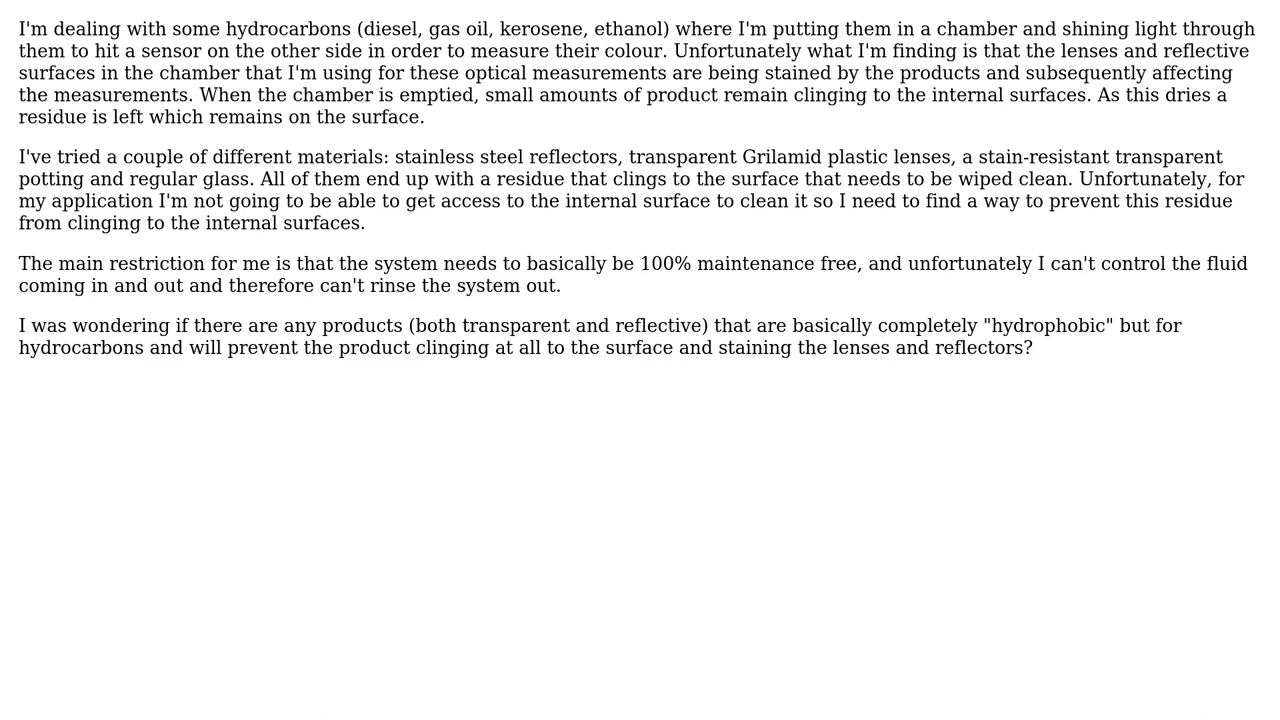 I'm dealing with some hydrocarbons (diesel, gas oil, kerosene, ethanol) where I'm putting them in a chamber and shining light through
them to hit a sensor on the other side in order to measure their colour. Unfortunately what I'm finding is that the lenses and reflective
surfaces in the chamber that I'm using for these optical measurements are being stained by the products and subsequently affecting
the measurements. When the chamber is emptied, small amounts of product remain clinging to the internal surfaces. As this dries a
residue is left which remains on the surface.
I've tried a couple of different materials: stainless steel reflectors, transparent Grilamid plastic lenses, a stain-resistant transparent
potting and regular glass. All of them end up with a residue that clings to the surface that needs to be wiped clean. Unfortunately, for
my application I'm not going to be able to get access to the internal surface to clean it so I need to find a way to prevent this residue
from clinging to the internal surfaces.
The main restriction for me is that the system needs to basically be 100% maintenance free, and unfortunately I can't control the fluid
coming in and out and therefore can't rinse the system out.
I was wondering if there are any products (both transparent and reflective) that are basically completely "hydrophobic" but for
hydrocarbons and will prevent the product clinging at all to the surface and staining the lenses and reflectors?